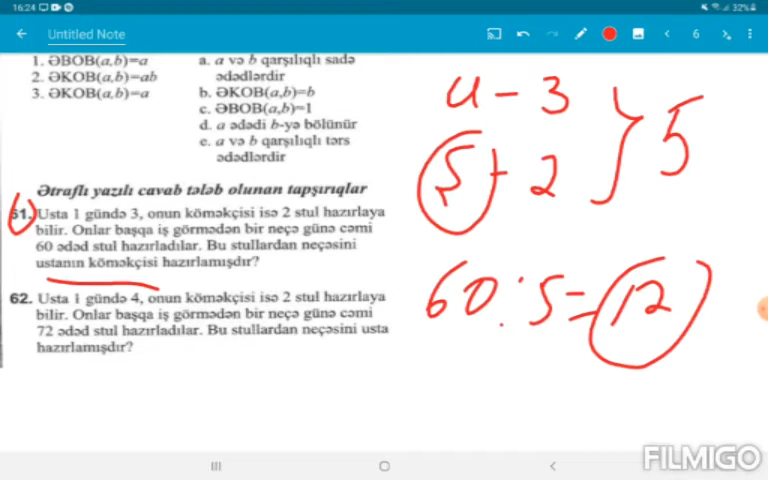 16:24
32%
Untitled Note
6
1. ƏBOB(a,b)=a
2. ƏKOB(a,b)=ab
3. ƏKOB(a,b)=a
a. a və b qarşılıqlı sadə
ədədlərdir
b. ƏKOB(a,b)=b
c. ƏBOB(a,b)=1
d. a ədədi b-yə bölünür
e. a və b qarşılıqlı tərs
ədədlərdir
Ətraflı yazılı cavab tələb olunan tapşırıqlar
61. Usta 1 gündə 3, onun köməkçisi isə 2 stul hazırlaya
bilir. Onlar başqa iş görmədən bir neçə günə cəmi
60 ədəd stul hazırladılar. Bu stullardan neçəsini
ustanın köməkçisi hazırlamışdır?
62. Usta 1 gündə 4, onun köməkçisi isə 2 stul hazırlaya
bilir. Onlar başqa iş görmədən bir neçə günə cəmi
72 ədəd stul hazırladılar. Bu stullardan neçəsini usta
hazırlamışdır?
U - 3
- 2
5
60:5=12
FILMIGO